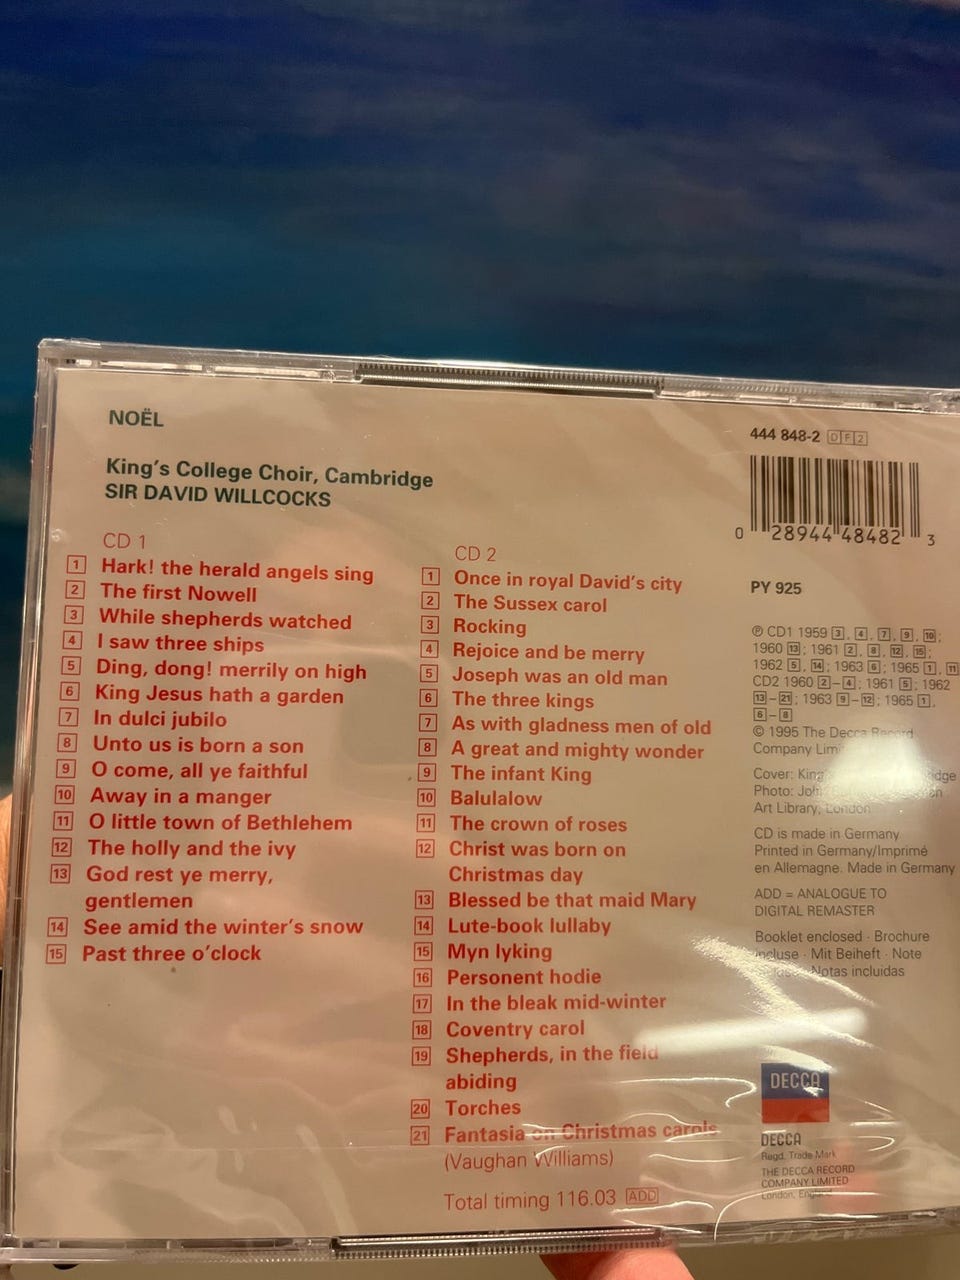 NOËL
King's College Choir, Cambridge
SIR DAVID WILLCOCKS
CD 1
1 Hark! the herald angels sing
2 The first Nowell
3 While shepherds watched
4 I saw three ships
5 Ding, dong! merrily on high
6 King Jesus hath a garden
7 In dulci jubilo
8 Unto us is born a son
9 O come, all ye faithful
10 Away in a manger
11 O little town of Bethlehem
12 The holly and the ivy
13 God rest ye merry,
gentlemen
14 See amid the winter's snow
15 Past three o'clock
CD 2
1 Once in royal David's city
2 The Sussex carol
3 Rocking
4 Rejoice and be merry
5 Joseph was an old man
6 The three kings
7 As with gladness men of old
8 A great and mighty wonder
9 The infant King
10 Balulalow
11 The crown of roses
12 Christ was born on
Christmas day
13 Blessed be that maid Mary
14 Lute-book lullaby
15 Myn lyking
16 Personent hodie
17 In the bleak mid-winter
18 Coventry carol
19 Shepherds, in the field
abiding
20 Torches
21 Fantasia on Christmas carols
(Vaughan Williams)
Total timing 116.03 ADD
444 848-2 DF2
0 28944 48482 3
PY 925
℗ CD1 1959 3, 4, 7, 9, 10;
1960 13; 1961 2, 8, 12, 15;
1962 5, 14; 1963 6; 1965 1, 11
CD2 1960 2–4; 1961 5; 1962
13–21; 1963 9–12; 1965 1,
6–8
© 1995 The Decca Record
Company
Cover:
Photo:
Art Library, London
CD is made in Germany
Printed in Germany/Imprimé
en Allemagne. Made in Germany
ADD = ANALOGUE TO
DIGITAL REMASTER
Booklet enclosed · Brochure
incluse · Mit Beiheft · Note
Notas incluidas
DECCA
DECCA
Regd. Trade Mark
THE DECCA RECORD
COMPANY LIMITED
London, England